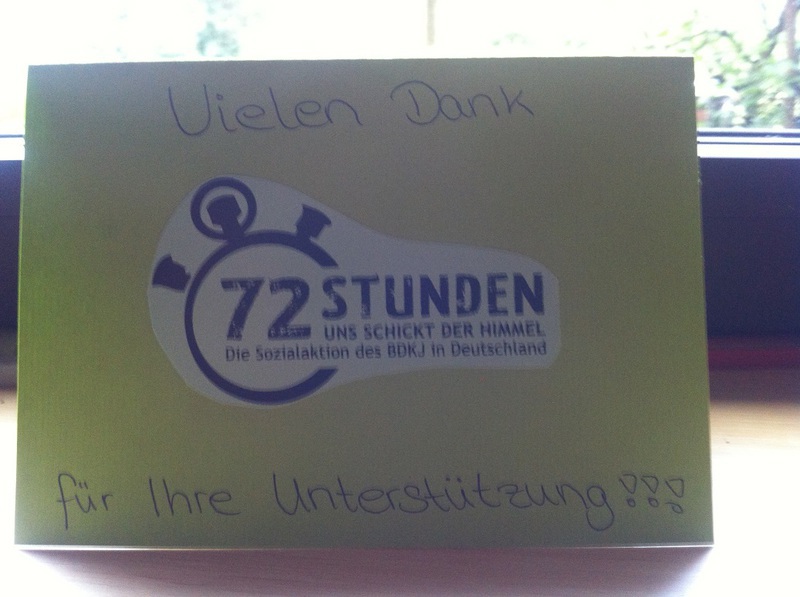 Vielen Dank
72 STUNDEN
UNS SCHICKT DER HIMMEL
Die Sozialaktion des BDKJ in Deutschland
für Ihre Unterstützung!!!